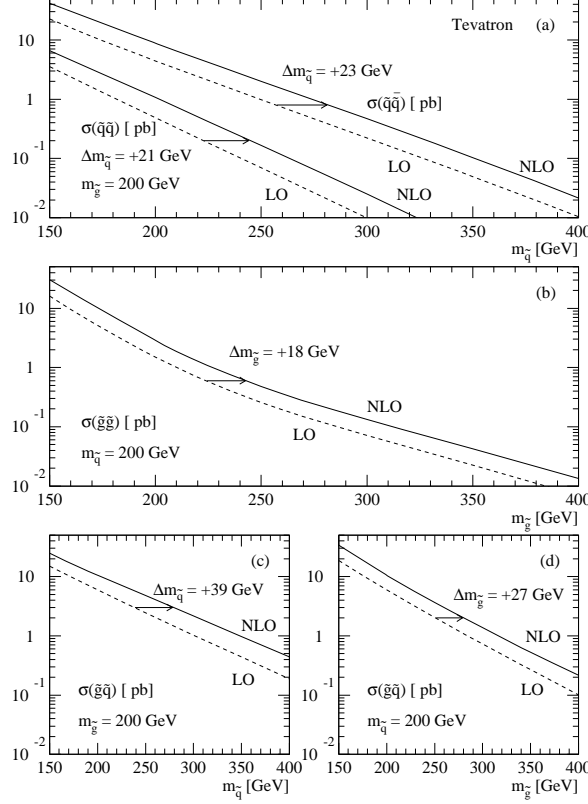 Tevatron (a)
Δm_q̃ = +23 GeV
σ(q̃q̃̄) [ pb]
σ(q̃q̃) [ pb]
Δm_q̃ = +21 GeV
m_g̃ = 200 GeV
LO
NLO
LO
NLO
10
1
10 -1
10 -2
150 200 250 300 350 400
m_q̃ [GeV]
(b)
Δm_g̃ = +18 GeV
NLO
LO
σ(g̃g̃) [ pb]
m_q̃ = 200 GeV
10
1
10 -1
10 -2
150 200 250 300 350 400
m_g̃ [GeV]
(c)
Δm_q̃ = +39 GeV
NLO
LO
σ(g̃q̃) [ pb]
m_g̃ = 200 GeV
10
1
10 -1
10 -2
150 200 250 300 350 400
m_q̃ [GeV]
(d)
Δm_g̃ = +27 GeV
NLO
LO
σ(g̃q̃) [ pb]
m_q̃ = 200 GeV
10
1
10 -1
10 -2
150 200 250 300 350 400
m_g̃ [GeV]